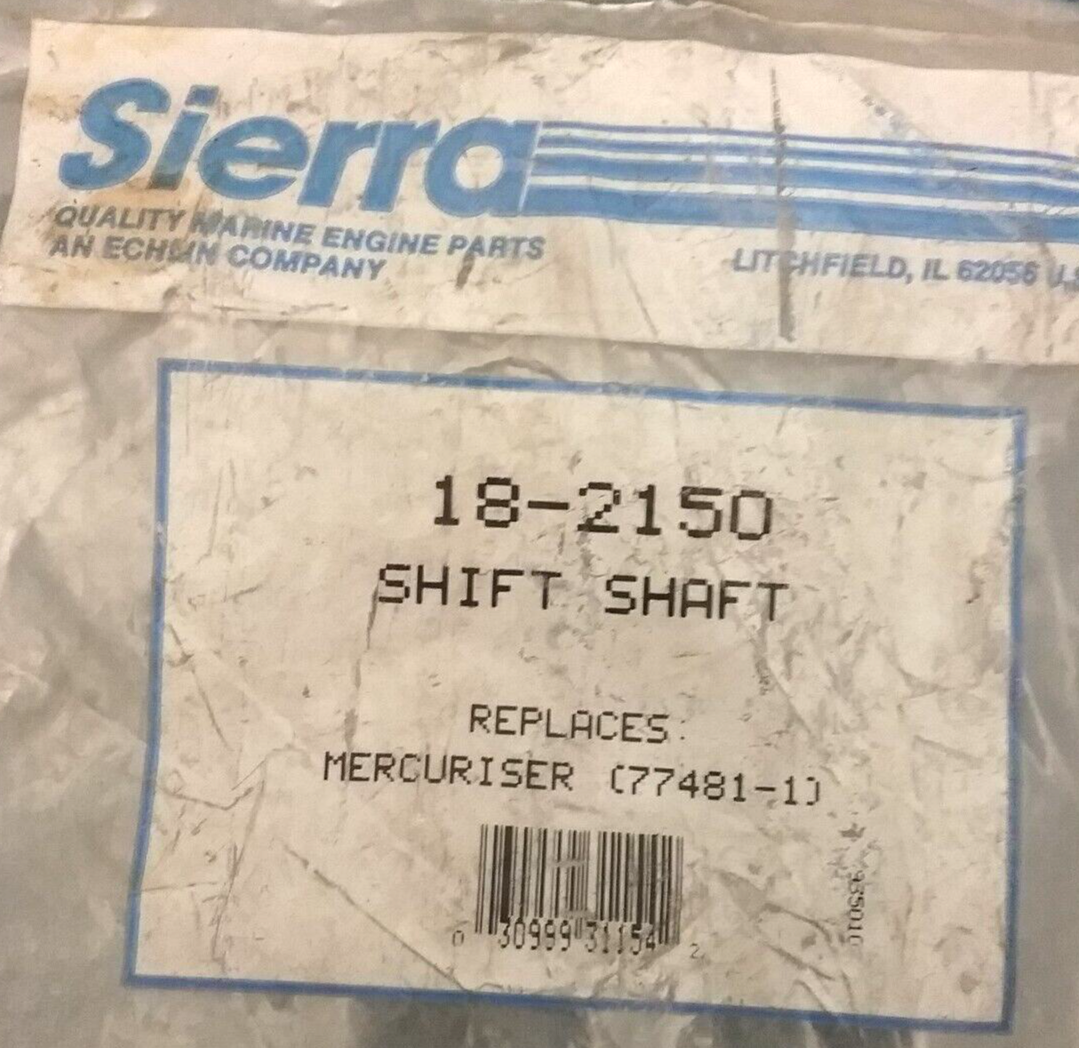 Sierra
QUALITY MARINE ENGINE PARTS
AN ECHLIN COMPANY
LITCHFIELD, IL 62056 U.S
18-2150
SHIFT SHAFT
REPLACES:
MERCURISER (77481-1)
0 30999 31154 2